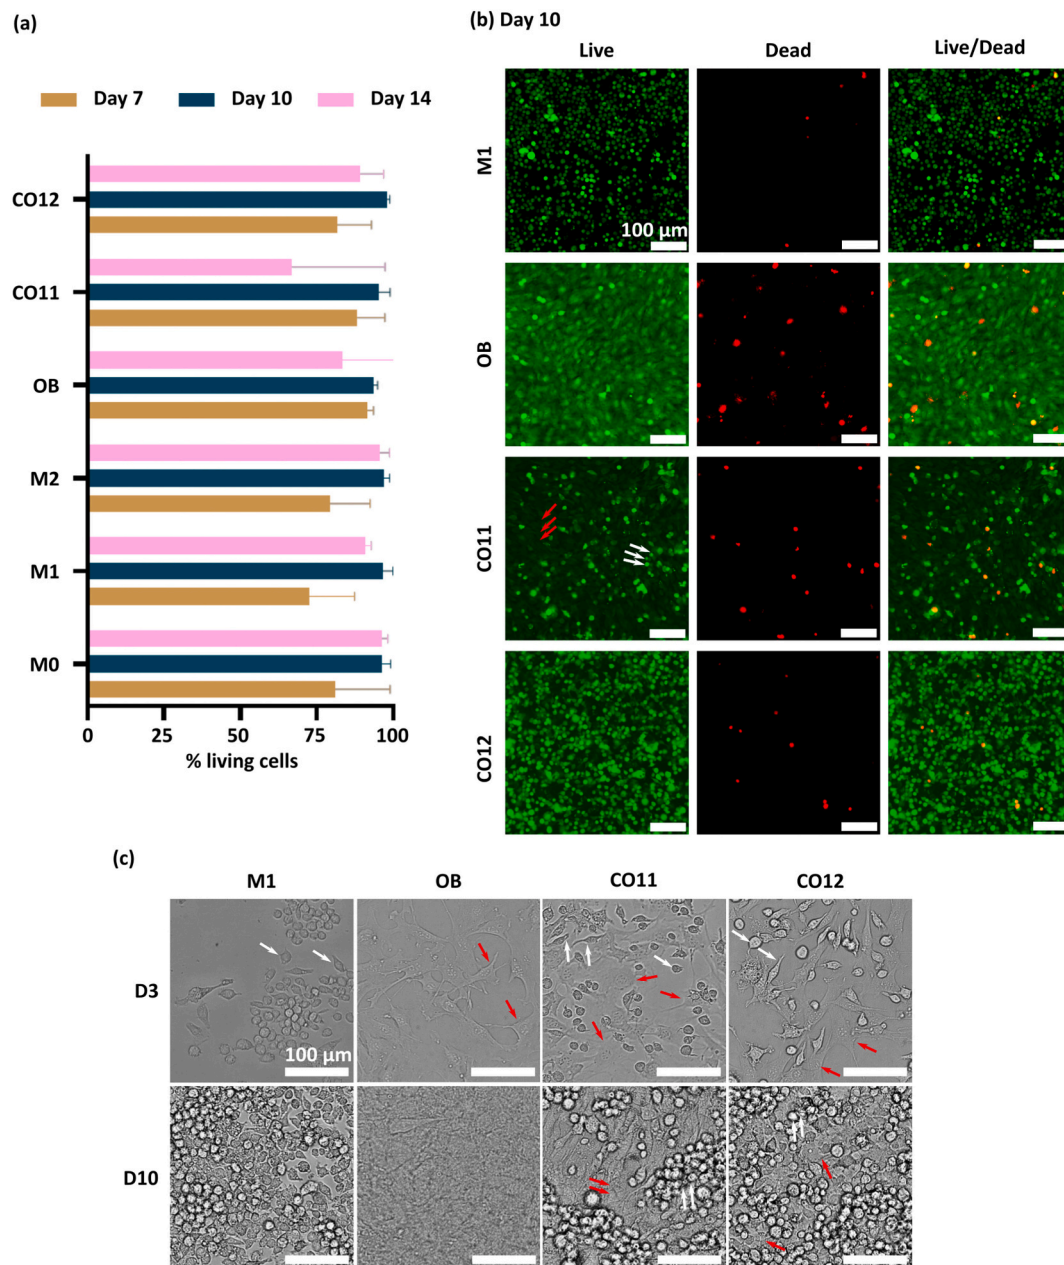 (a)
Day 7 Day 10 Day 14
CO12
CO11
OB
M2
M1
M0
0 25 50 75 100
% living cells
(b) Day 10
Live Dead Live/Dead
M1
100 µm
OB
CO11
CO12
(c)
M1 OB CO11 CO12
D3
100 µm
D10